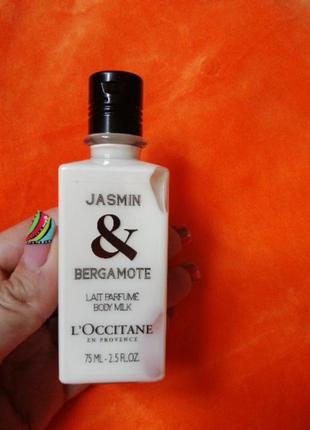 JASMIN
&
BERGAMOTE
LAIT PARFUMÉ
BODY MILK
L'OCCITANE
EN PROVENCE
75 ML - 2.5 FL.OZ.